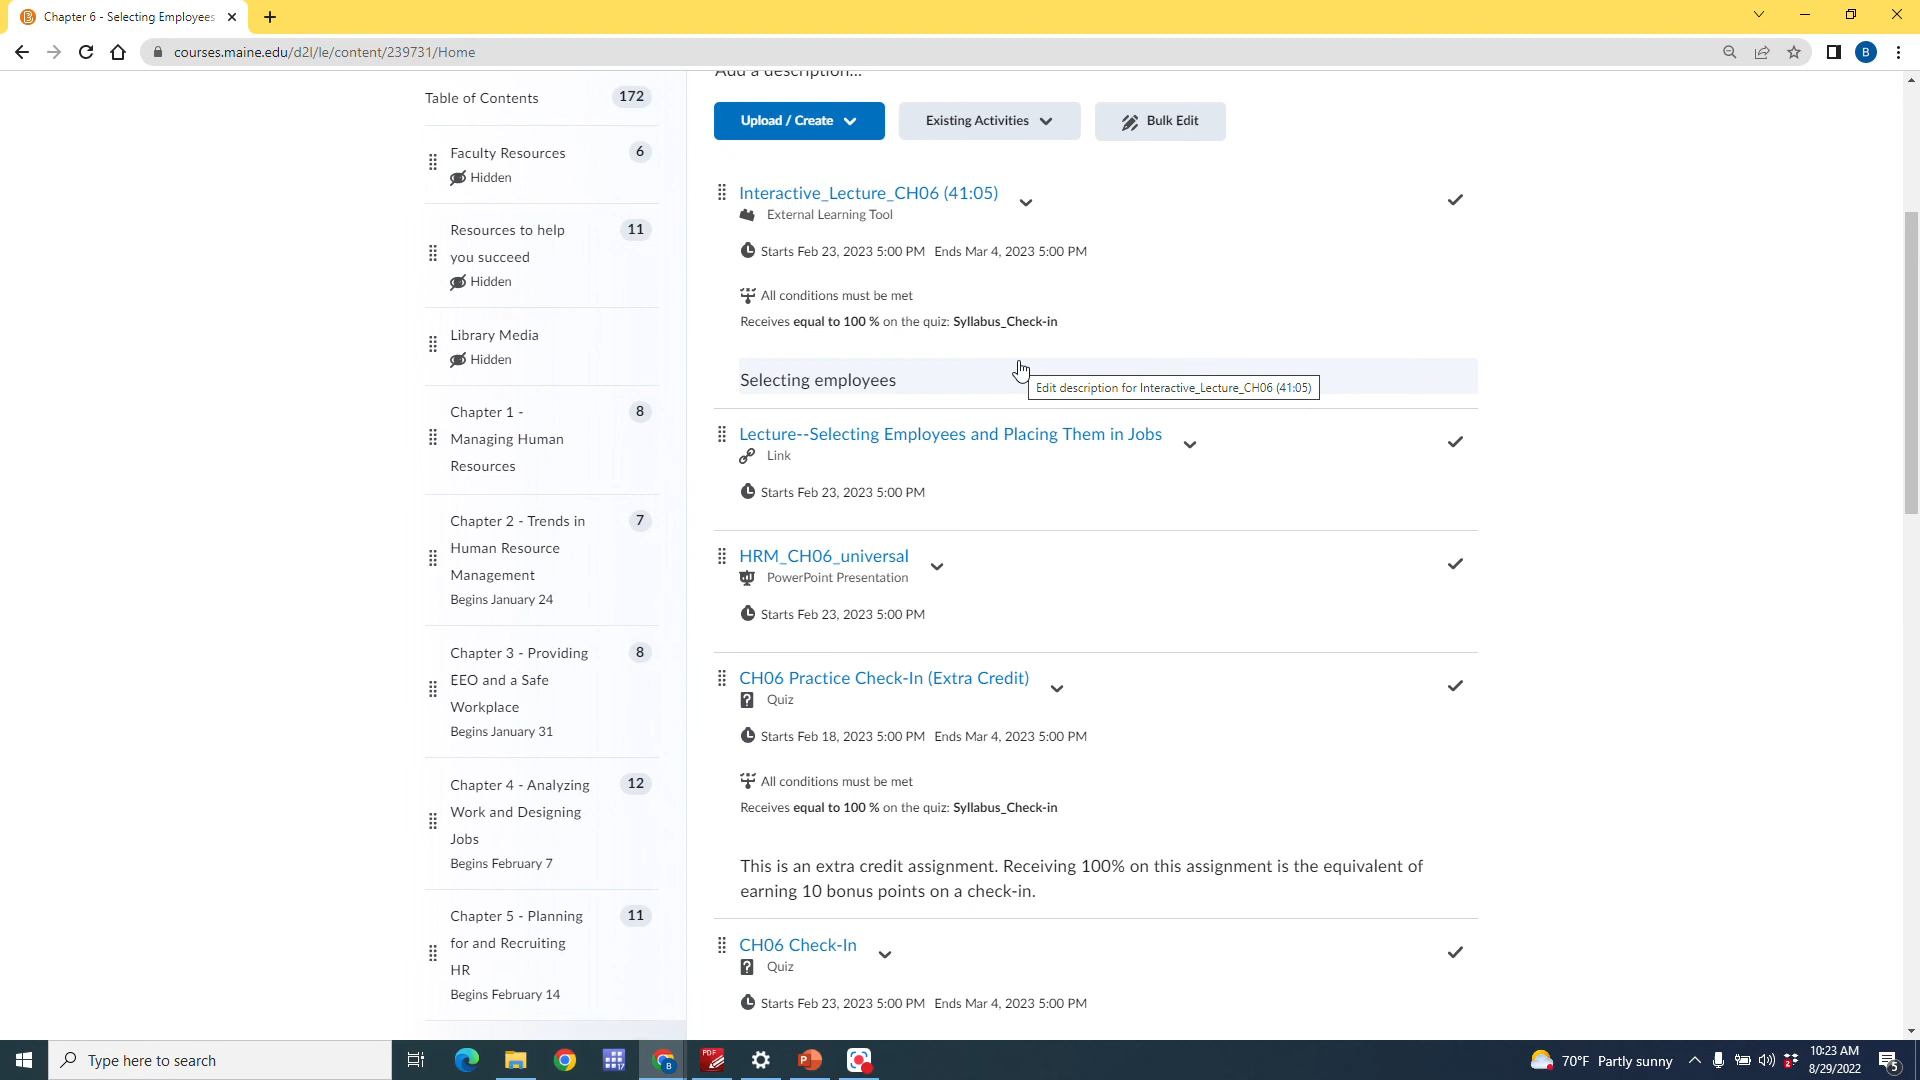 Chapter 6 - Selecting Employees
courses.maine.edu/d2l/le/content/239731/Home
B
Add a description...
Table of Contents 172
Faculty Resources 6
Hidden
Resources to help 11
you succeed
Hidden
Library Media
Hidden
Chapter 1 - 8
Managing Human
Resources
Chapter 2 - Trends in 7
Human Resource
Management
Begins January 24
Chapter 3 - Providing 8
EEO and a Safe
Workplace
Begins January 31
Chapter 4 - Analyzing 12
Work and Designing
Jobs
Begins February 7
Chapter 5 - Planning 11
for and Recruiting
HR
Begins February 14
Upload / Create Existing Activities Bulk Edit
Interactive_Lecture_CH06 (41:05)
External Learning Tool
Starts Feb 23, 2023 5:00 PM Ends Mar 4, 2023 5:00 PM
All conditions must be met
Receives equal to 100 % on the quiz: Syllabus_Check-in
Selecting employees
Edit description for Interactive_Lecture_CH06 (41:05)
Lecture--Selecting Employees and Placing Them in Jobs
Link
Starts Feb 23, 2023 5:00 PM
HRM_CH06_universal
PowerPoint Presentation
Starts Feb 23, 2023 5:00 PM
CH06 Practice Check-In (Extra Credit)
Quiz
Starts Feb 18, 2023 5:00 PM Ends Mar 4, 2023 5:00 PM
All conditions must be met
Receives equal to 100 % on the quiz: Syllabus_Check-in
This is an extra credit assignment. Receiving 100% on this assignment is the equivalent of
earning 10 bonus points on a check-in.
CH06 Check-In
Quiz
Starts Feb 23, 2023 5:00 PM Ends Mar 4, 2023 5:00 PM
Type here to search
17
B
PDF
P
70°F Partly sunny
2
10:23 AM
8/29/2022
5